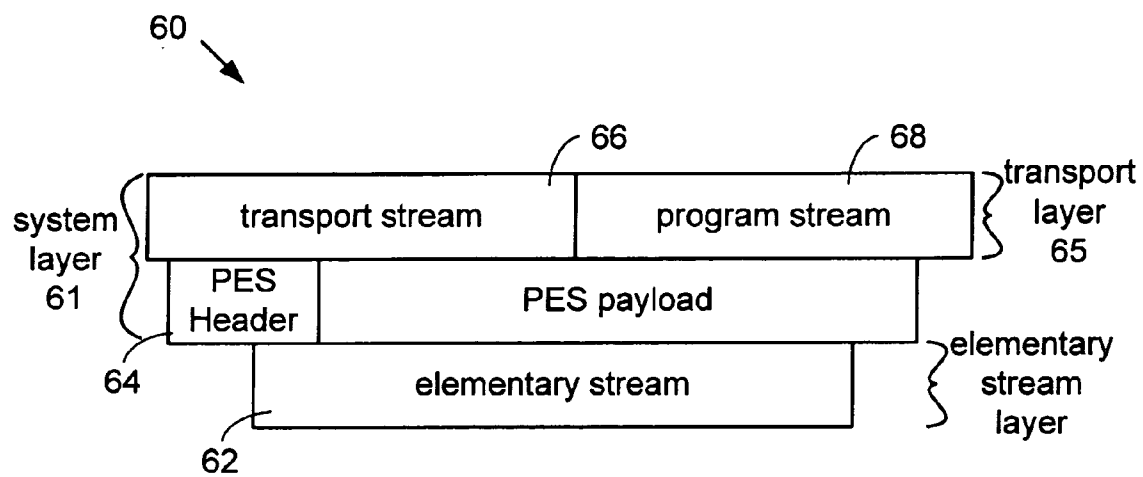 60
66
68
transport stream
program stream
transport
layer
65
system
layer
61
PES
Header
PES payload
64
elementary stream
62
elementary
stream
layer